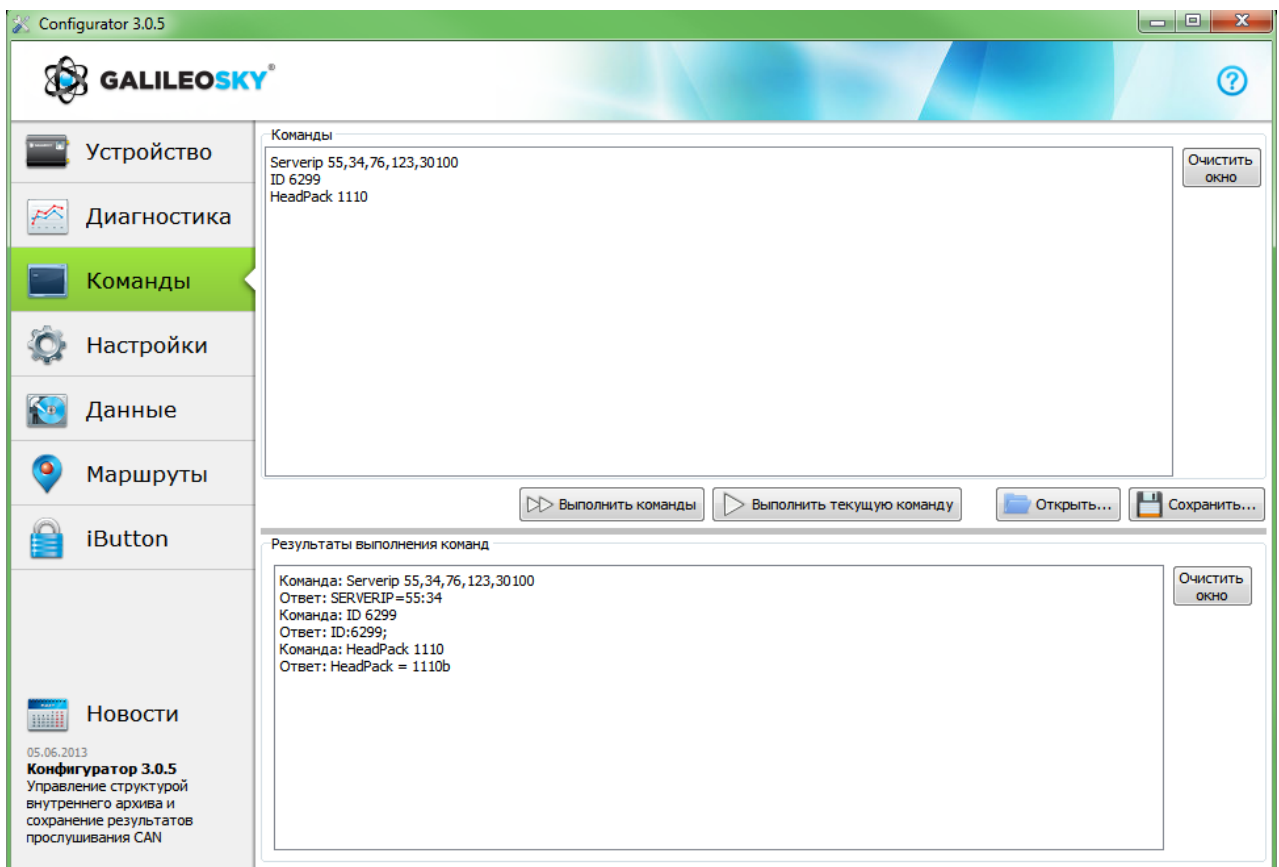 Configurator 3.0.5
GALILEOSKY®
?
Устройство
Диагностика
Команды
Настройки
Данные
Маршруты
iButton
Новости
05.06.2013
Конфигуратор 3.0.5
Управление структурой
внутреннего архива и
сохранение результатов
прослушивания CAN
Команды
Serverip 55,34,76,123,30100
ID 6299
HeadPack 1110
Очистить
окно
Выполнить команды
Выполнить текущую команду
Открыть...
Сохранить...
Результаты выполнения команд
Команда: Serverip 55,34,76,123,30100
Ответ: SERVERIP=55:34
Команда: ID 6299
Ответ: ID:6299;
Команда: HeadPack 1110
Ответ: HeadPack = 1110b
Очистить
окно